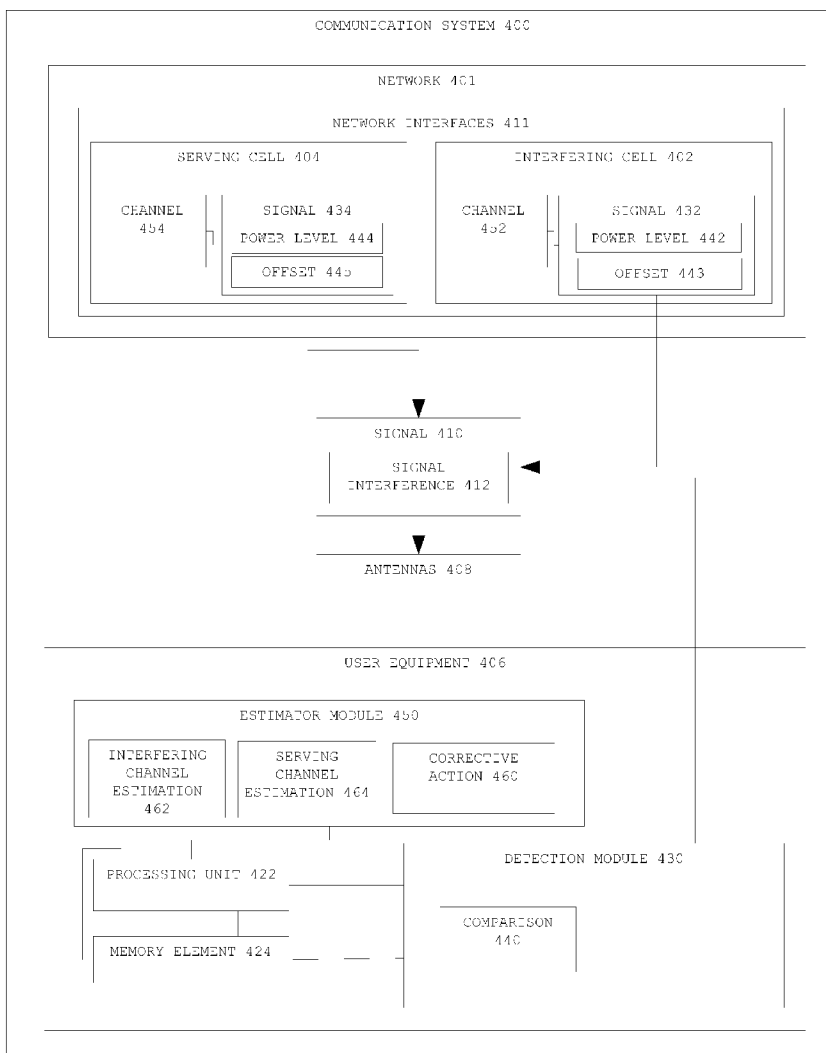 COMMUNICATION SYSTEM 400
NETWORK 401
NETWORK INTERFACES 411
SERVING CELL 404
INTERFERING CELL 402
CHANNEL
454
SIGNAL 434
POWER LEVEL 444
OFFSET 445
CHANNEL
452
SIGNAL 432
POWER LEVEL 442
OFFSET 443
SIGNAL 410
SIGNAL
INTERFERENCE 412
ANTENNAS 408
USER EQUIPMENT 406
ESTIMATOR MODULE 450
INTERFERING
CHANNEL
ESTIMATION
462
SERVING
CHANNEL
ESTIMATION 464
CORRECTIVE
ACTION 460
PROCESSING UNIT 422
MEMORY ELEMENT 424
DETECTION MODULE 430
COMPARISON
440